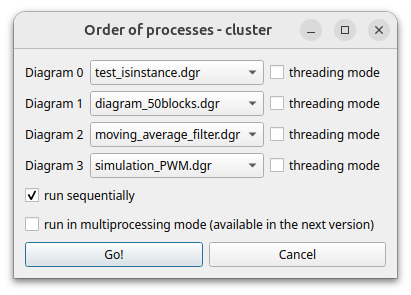 Order of processes - cluster
Diagram 0 test_isinstance.dgr threading mode
Diagram 1 diagram_50blocks.dgr threading mode
Diagram 2 moving_average_filter.dgr threading mode
Diagram 3 simulation_PWM.dgr threading mode
run sequentially
run in multiprocessing mode (available in the next version)
Go! Cancel